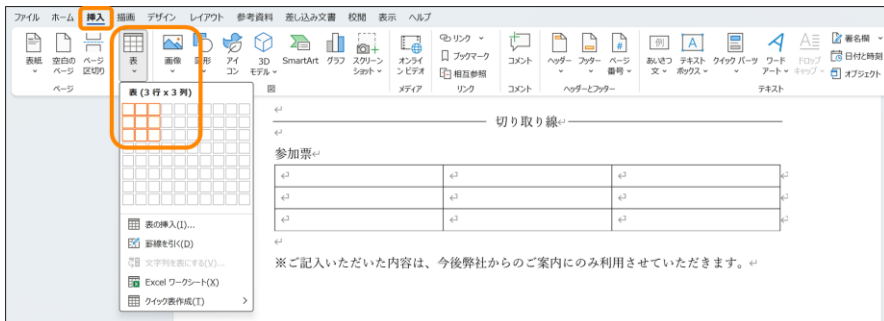 ファイル ホーム 挿入 描画 デザイン レイアウト 参考資料 差し込み文書 校閲 表示 ヘルプ
表紙
空白の
ページ
ページ
区切り
ページ
表
画像
図形
アイ
コン
3D
モデル
SmartArt
グラフ
スクリーン
ショット
図
オンライ
ン ビデオ
メディア
リンク
ブックマーク
相互参照
リンク
コメント
コメント
ヘッダー
フッター
ページ
番号
ヘッダーとフッター
あいさつ
文
テキスト
ボックス
クイック パーツ
ワード
アート
ドロップ
キャップ
署名欄
日付と時刻
オブジェクト
テキスト
表 (3 行 x 3 列)
表の挿入(I)...
罫線を引く(D)
文字列を表にする(V)...
Excel ワークシート(X)
クイック表作成(T)
切り取り線
参加票
※ご記入いただいた内容は、今後弊社からのご案内にのみ利用させていただきます。